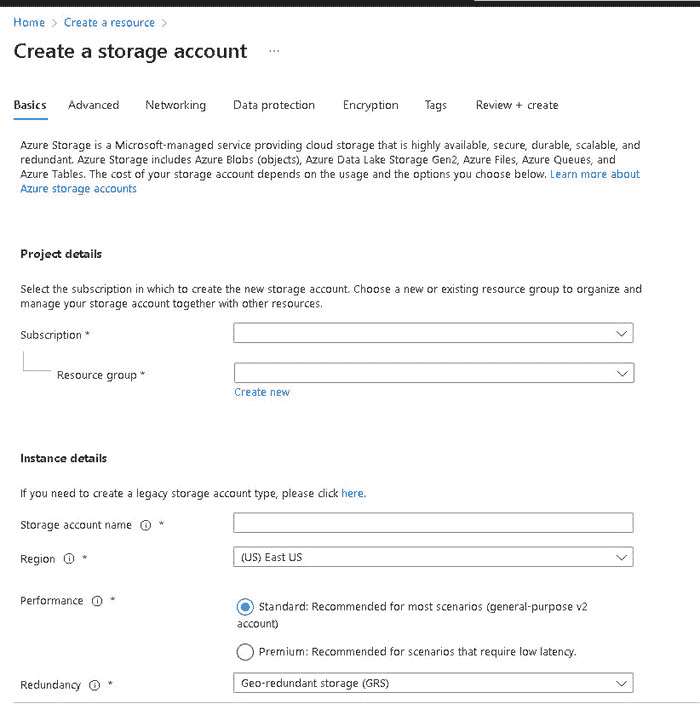 Home > Create a resource >
Create a storage account ...
Basics Advanced Networking Data protection Encryption Tags Review + create
Azure Storage is a Microsoft-managed service providing cloud storage that is highly available, secure, durable, scalable, and
redundant. Azure Storage includes Azure Blobs (objects), Azure Data Lake Storage Gen2, Azure Files, Azure Queues, and
Azure Tables. The cost of your storage account depends on the usage and the options you choose below. Learn more about
Azure storage accounts
Project details
Select the subscription in which to create the new storage account. Choose a new or existing resource group to organize and
manage your storage account together with other resources.
Subscription *
Resource group *
Create new
Instance details
If you need to create a legacy storage account type, please click here.
Storage account name *
Region *
(US) East US
Performance *
Standard: Recommended for most scenarios (general-purpose v2
account)
Premium: Recommended for scenarios that require low latency.
Redundancy *
Geo-redundant storage (GRS)